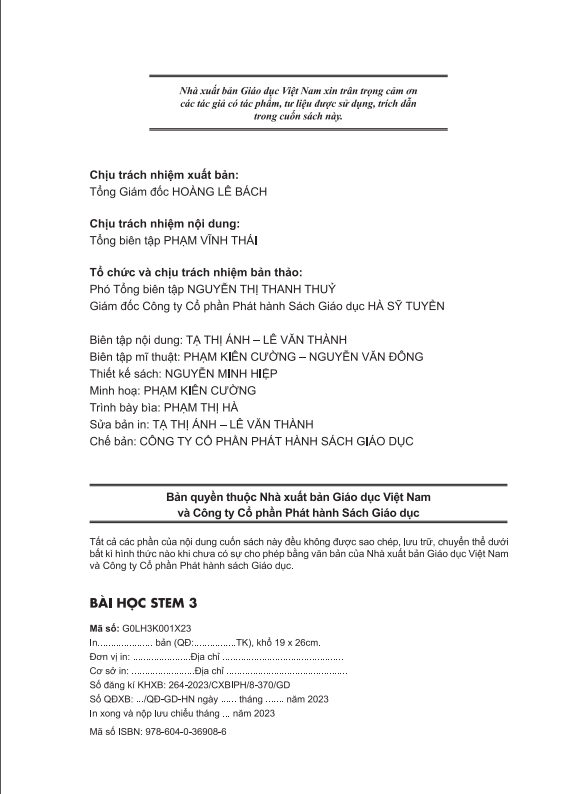 Nhà xuất bản Giáo dục Việt Nam xin trân trọng cảm ơn
các tác giả có tác phẩm, tư liệu được sử dụng, trích dẫn
trong cuốn sách này.
Chịu trách nhiệm xuất bản:
Tổng Giám đốc HOÀNG LÊ BÁCH
Chịu trách nhiệm nội dung:
Tổng biên tập PHẠM VĨNH THÁI
Tổ chức và chịu trách nhiệm bản thảo:
Phó Tổng biên tập NGUYỄN THỊ THANH THUỶ
Giám đốc Công ty Cổ phần Phát hành Sách Giáo dục HÀ SỸ TUYỂN
Biên tập nội dung: TẠ THỊ ÁNH – LÊ VĂN THÀNH
Biên tập mĩ thuật: PHẠM KIÊN CƯỜNG – NGUYỄN VĂN ĐÔNG
Thiết kế sách: NGUYỄN MINH HIỆP
Minh hoạ: PHẠM KIÊN CƯỜNG
Trình bày bìa: PHẠM THỊ HÀ
Sửa bản in: TẠ THỊ ÁNH – LÊ VĂN THÀNH
Chế bản: CÔNG TY CỔ PHẦN PHÁT HÀNH SÁCH GIÁO DỤC
Bản quyền thuộc Nhà xuất bản Giáo dục Việt Nam
và Công ty Cổ phần Phát hành Sách Giáo dục
Tất cả các phần của nội dung cuốn sách này đều không được sao chép, lưu trữ, chuyển thể dưới
bất kì hình thức nào khi chưa có sự cho phép bằng văn bản của Nhà xuất bản Giáo dục Việt Nam
và Công ty Cổ phần Phát hành sách Giáo dục.
BÀI HỌC STEM 3
Mã số: G0LH3K001X23
In................... bản (QĐ:...............TK), khổ 19 x 26cm.
Đơn vị in: ......................Địa chỉ .............................................
Cơ sở in: ........................Địa chỉ .............................................
Số đăng kí KHXB: 264-2023/CXBIPH/8-370/GD
Số QĐXB: .../QĐ-GD-HN ngày ...... tháng ....... năm 2023
In xong và nộp lưu chiểu tháng ... năm 2023
Mã số ISBN: 978-604-0-36908-6